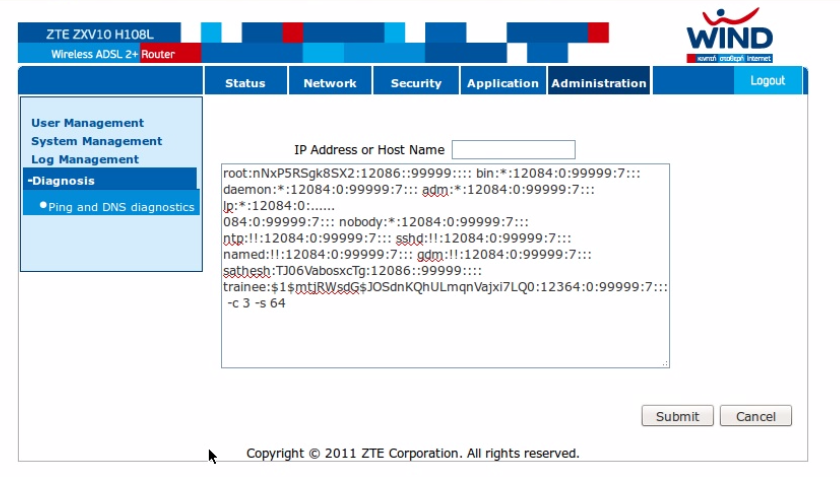 ZTE ZXV10 H108L
Wireless ADSL 2+ Router
WIND
κινητή σταθερή internet
Status Network Security Application Administration Logout
User Management
System Management
Log Management
-Diagnosis
Ping and DNS diagnostics
IP Address or Host Name
root:nNxP5RSgk8SX2:12086::99999:::: bin:*:12084:0:99999:7:::
daemon:*:12084:0:99999:7::: adm:*:12084:0:99999:7:::
lp:*:12084:0:......
084:0:99999:7::: nobody:*:12084:0:99999:7:::
ntp:!!:12084:0:99999:7::: sshd:!!:12084:0:99999:7:::
named:!!:12084:0:99999:7::: gdm:!!:12084:0:99999:7:::
sathesh:TJ06VabosxcTg:12086::99999::::
trainee:$1$mtjRWsdG$JOSdnKQhULmqnVajxi7LQ0:12364:0:99999:7:::
-c 3 -s 64
Submit Cancel
Copyright © 2011 ZTE Corporation. All rights reserved.